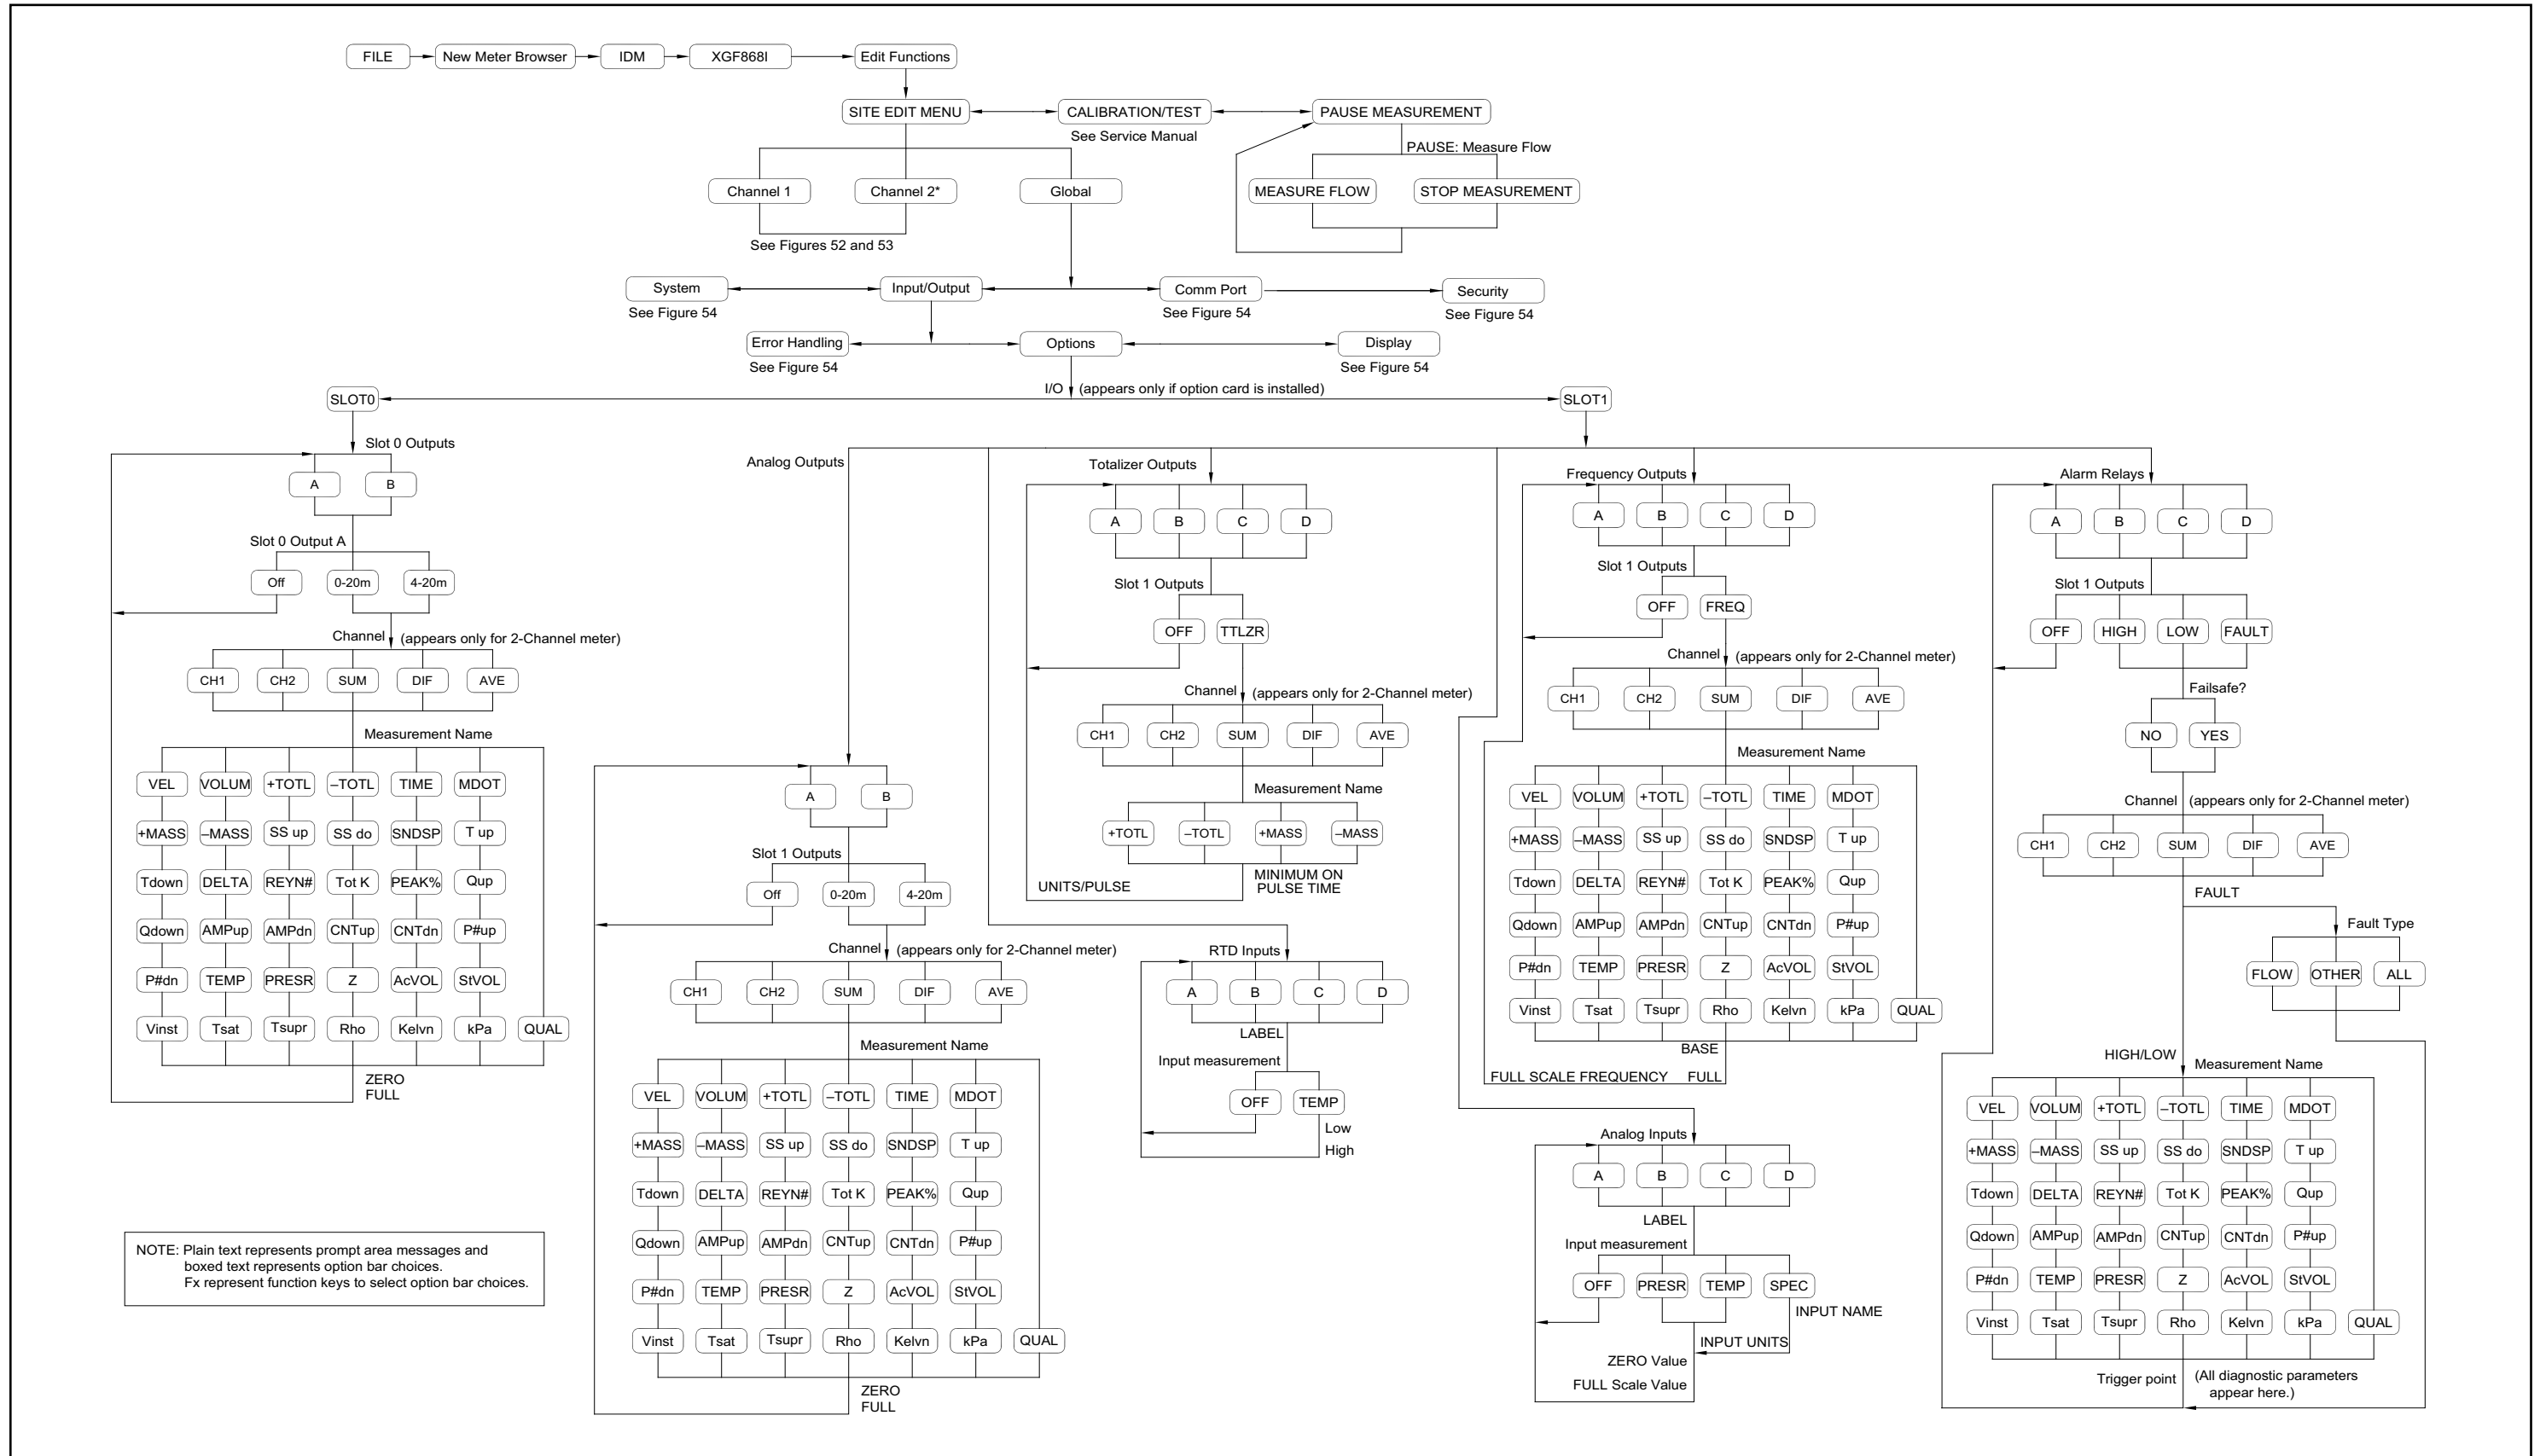 FILE
New Meter Browser
IDM
XGF868I
Edit Functions
SITE EDIT MENU
CALIBRATION/TEST
PAUSE MEASUREMENT
See Service Manual
PAUSE: Measure Flow
Channel 1
Channel 2*
Global
MEASURE FLOW
STOP MEASUREMENT
See Figures 52 and 53
System
Input/Output
Comm Port
Security
See Figure 54
See Figure 54
See Figure 54
Error Handling
Options
Display
See Figure 54
See Figure 54
I/O
(appears only if option card is installed)
SLOT0
SLOT1
Slot 0 Outputs
A
B
Slot 0 Output A
Off
0-20m
4-20m
Channel
(appears only for 2-Channel meter)
CH1
CH2
SUM
DIF
AVE
Measurement Name
VEL
VOLUM
+TOTL
–TOTL
TIME
MDOT
+MASS
–MASS
SS up
SS do
SNDSP
T up
Tdown
DELTA
REYN#
Tot K
PEAK%
Qup
Qdown
AMPup
AMPdn
CNTup
CNTdn
P#up
P#dn
TEMP
PRESR
Z
AcVOL
StVOL
Vinst
Tsat
Tsupr
Rho
Kelvn
kPa
QUAL
ZERO
FULL
Analog Outputs
A
B
Slot 1 Outputs
Off
0-20m
4-20m
Channel
(appears only for 2-Channel meter)
CH1
CH2
SUM
DIF
AVE
Measurement Name
VEL
VOLUM
+TOTL
–TOTL
TIME
MDOT
+MASS
–MASS
SS up
SS do
SNDSP
T up
Tdown
DELTA
REYN#
Tot K
PEAK%
Qup
Qdown
AMPup
AMPdn
CNTup
CNTdn
P#up
P#dn
TEMP
PRESR
Z
AcVOL
StVOL
Vinst
Tsat
Tsupr
Rho
Kelvn
kPa
QUAL
ZERO
FULL
Totalizer Outputs
A
B
C
D
Slot 1 Outputs
OFF
TTLZR
Channel
(appears only for 2-Channel meter)
CH1
CH2
SUM
DIF
AVE
Measurement Name
+TOTL
–TOTL
+MASS
–MASS
UNITS/PULSE
MINIMUM ON
PULSE TIME
RTD Inputs
A
B
C
D
LABEL
Input measurement
OFF
TEMP
Low
High
Frequency Outputs
A
B
C
D
Slot 1 Outputs
OFF
FREQ
Channel
(appears only for 2-Channel meter)
CH1
CH2
SUM
DIF
AVE
Measurement Name
VEL
VOLUM
+TOTL
–TOTL
TIME
MDOT
+MASS
–MASS
SS up
SS do
SNDSP
T up
Tdown
DELTA
REYN#
Tot K
PEAK%
Qup
Qdown
AMPup
AMPdn
CNTup
CNTdn
P#up
P#dn
TEMP
PRESR
Z
AcVOL
StVOL
Vinst
Tsat
Tsupr
Rho
Kelvn
kPa
QUAL
BASE
FULL SCALE FREQUENCY
FULL
Analog Inputs
A
B
C
D
LABEL
Input measurement
OFF
PRESR
TEMP
SPEC
INPUT NAME
INPUT UNITS
ZERO Value
FULL Scale Value
Alarm Relays
A
B
C
D
Slot 1 Outputs
OFF
HIGH
LOW
FAULT
Failsafe?
NO
YES
Channel
(appears only for 2-Channel meter)
CH1
CH2
SUM
DIF
AVE
FAULT
Fault Type
FLOW
OTHER
ALL
HIGH/LOW
Measurement Name
VEL
VOLUM
+TOTL
–TOTL
TIME
MDOT
+MASS
–MASS
SS up
SS do
SNDSP
T up
Tdown
DELTA
REYN#
Tot K
PEAK%
Qup
Qdown
AMPup
AMPdn
CNTup
CNTdn
P#up
P#dn
TEMP
PRESR
Z
AcVOL
StVOL
Vinst
Tsat
Tsupr
Rho
Kelvn
kPa
QUAL
Trigger point
(All diagnostic parameters
appear here.)
NOTE: Plain text represents prompt area messages and
boxed text represents option bar choices.
Fx represent function keys to select option bar choices.